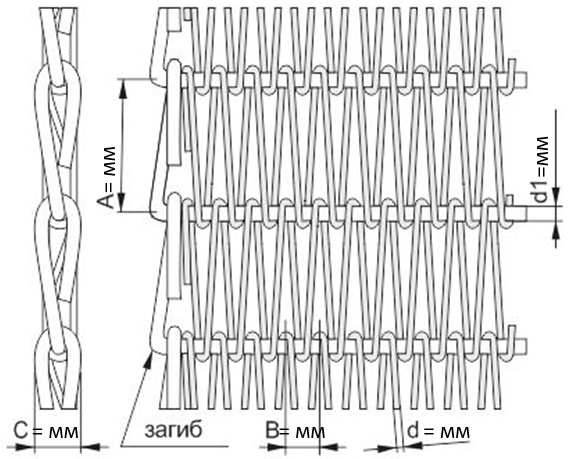 A= мм
d1=мм
C= мм
загиб
B= мм
d= мм